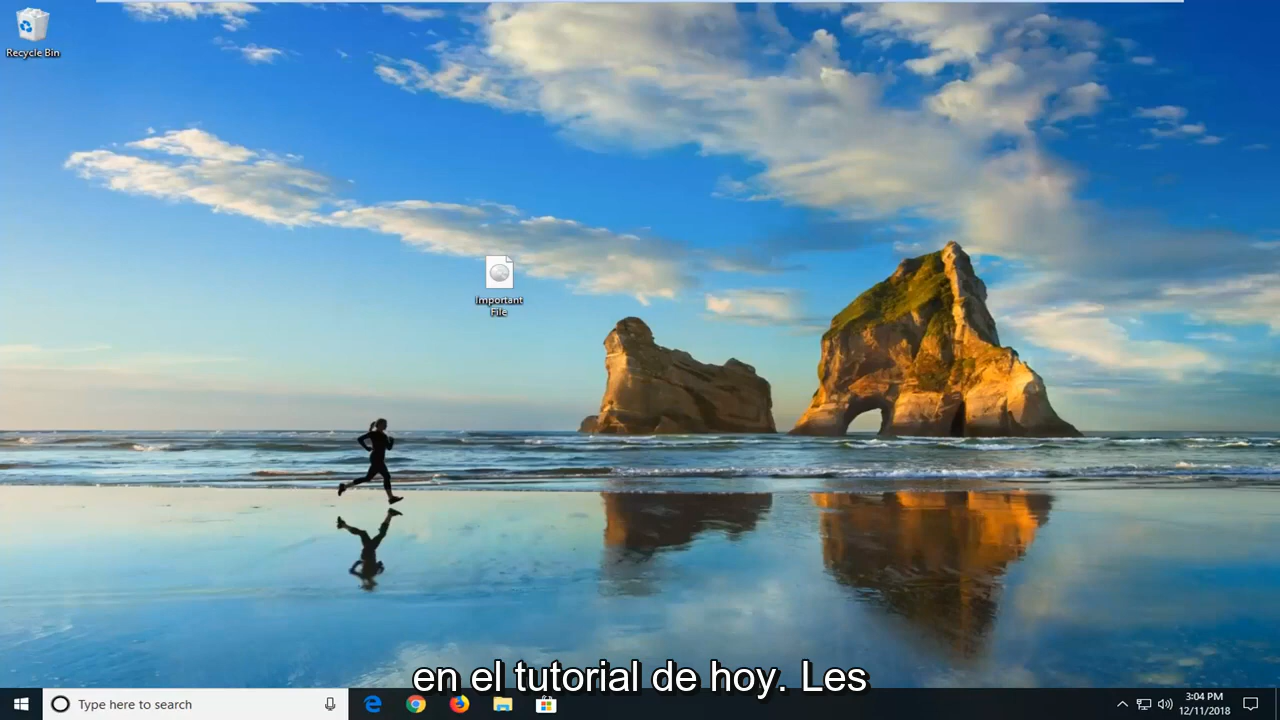 Recycle Bin
Important
File
en el tutorial de hoy. Les
Type here to search
3:04 PM
12/11/2018